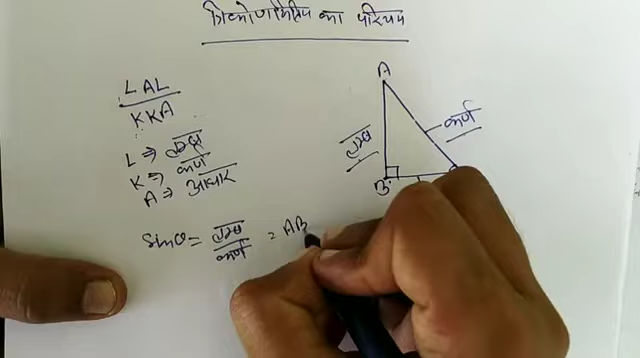 त्रिकोणमिति का परिचय
LAL
KKA
L ⇒ लम्ब
K ⇒ कर्ण
A ⇒ आधार
A
लम्ब
कर्ण
B
sinθ = लम्ब / कर्ण = AB